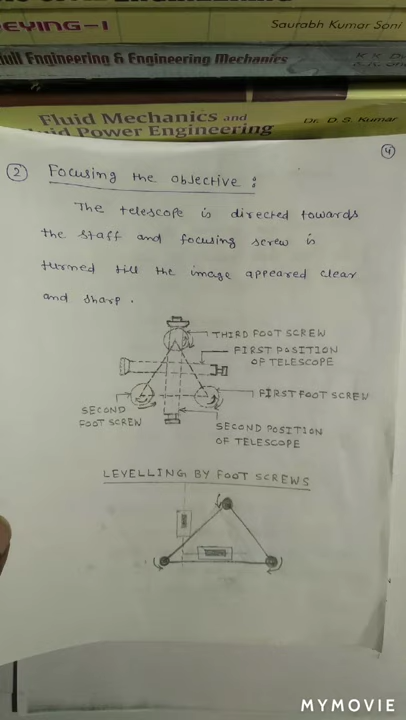 EYING-I
Saurabh Kumar Soni
Civil Engineering & Engineering Mechanics
Fluid Mechanics and
Fluid Power Engineering
Dr. D. S. Kumar
4
2 Focusing the objective :
The telescope is directed towards
the staff and focusing screw is
turned till the image appeared clear
and sharp.
THIRD FOOT SCREW
FIRST POSITION
OF TELESCOPE
FIRST FOOT SCREW
SECOND
FOOT SCREW
SECOND POSITION
OF TELESCOPE
LEVELLING BY FOOT SCREWS
MYMOVIE